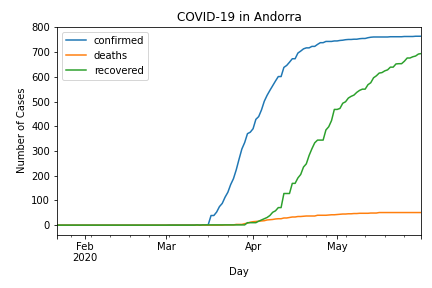 COVID-19 in Andorra
800
700
600
500
400
300
200
100
0
Number of Cases
confirmed
deaths
recovered
Feb
2020
Mar
Apr
May
Day